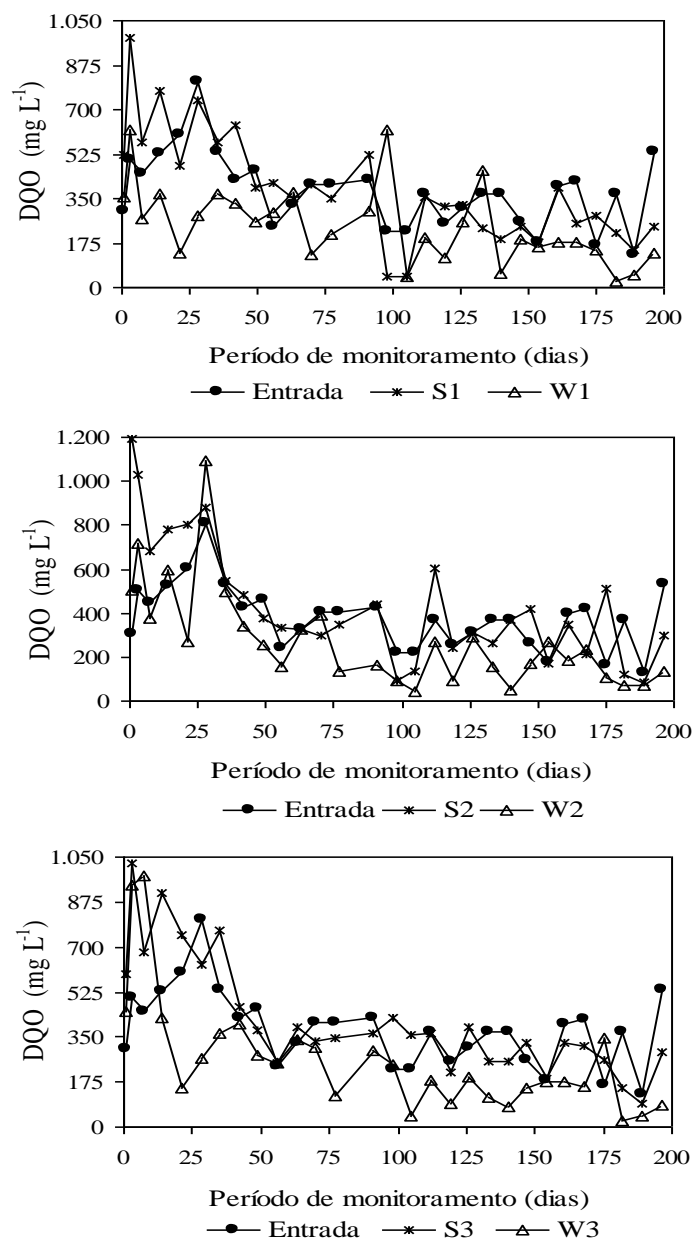 1.050
875
700
525
350
175
0
DQO (mg L-1)
0 25 50 75 100 125 150 175 200
Período de monitoramento (dias)
Entrada S1 W1
1.200
1.000
800
600
400
200
0
DQO (mg L-1)
0 25 50 75 100 125 150 175 200
Período de monitoramento (dias)
Entrada S2 W2
1.050
875
700
525
350
175
0
DQO (mg L-1)
0 25 50 75 100 125 150 175 200
Período de monitoramento (dias)
Entrada S3 W3